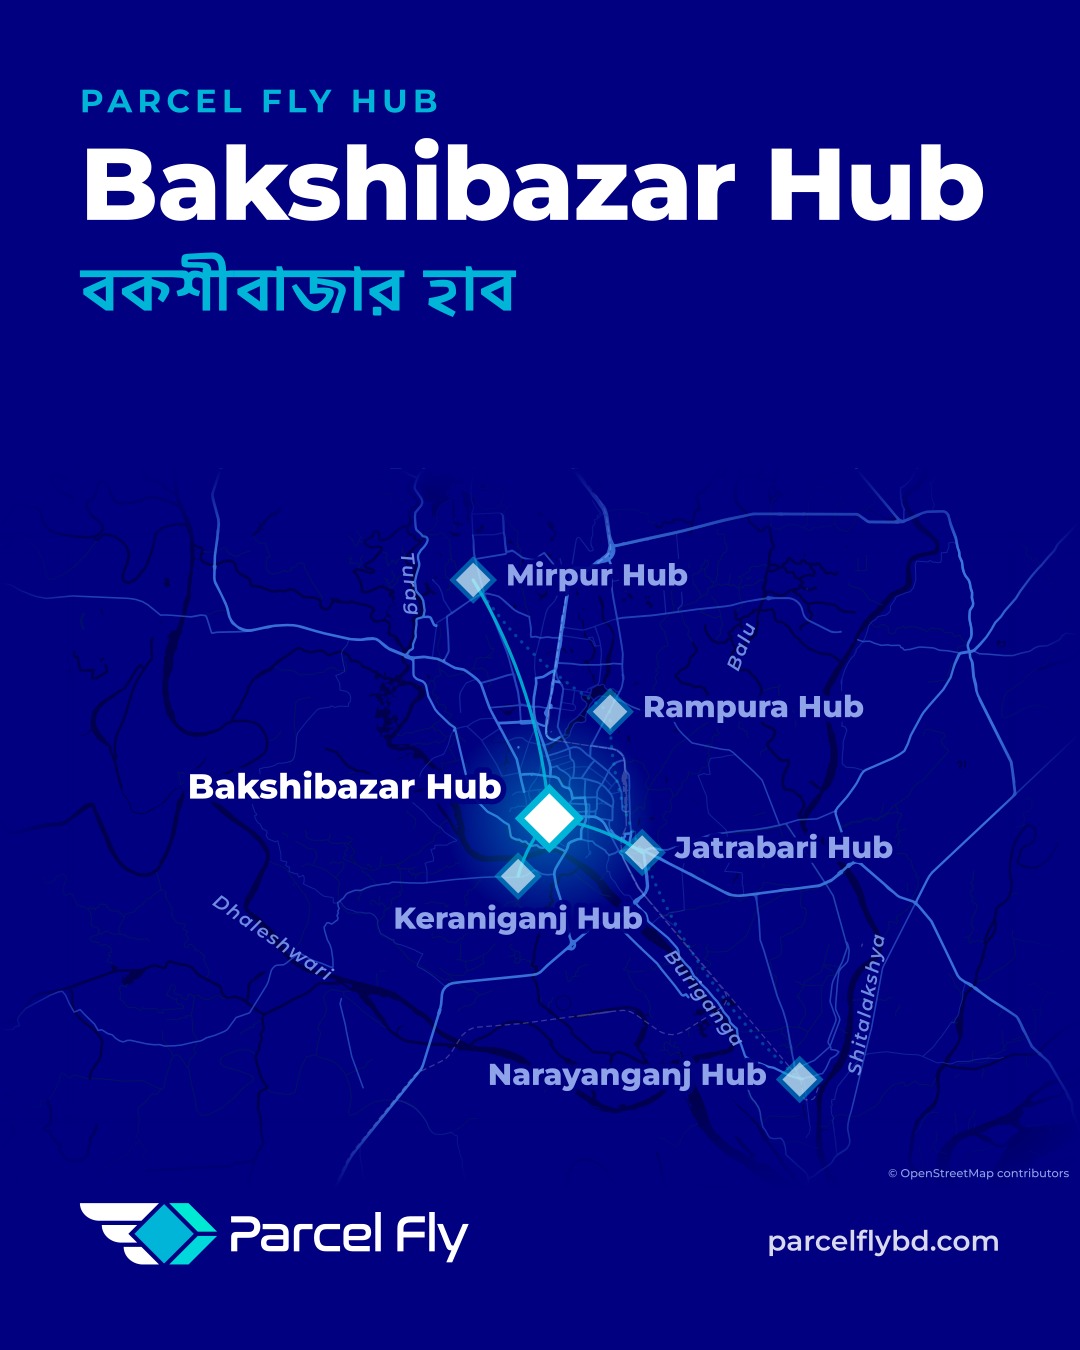 PARCEL FLY HUB
Bakshibazar Hub
বকশীবাজার হাব
Turag
Mirpur Hub
Balu
Rampura Hub
Bakshibazar Hub
Jatrabari Hub
Keraniganj Hub
Dhaleshwari
Buriganga
Shitalakshya
Narayanganj Hub
© OpenStreetMap contributors
Parcel Fly
parcelflybd.com